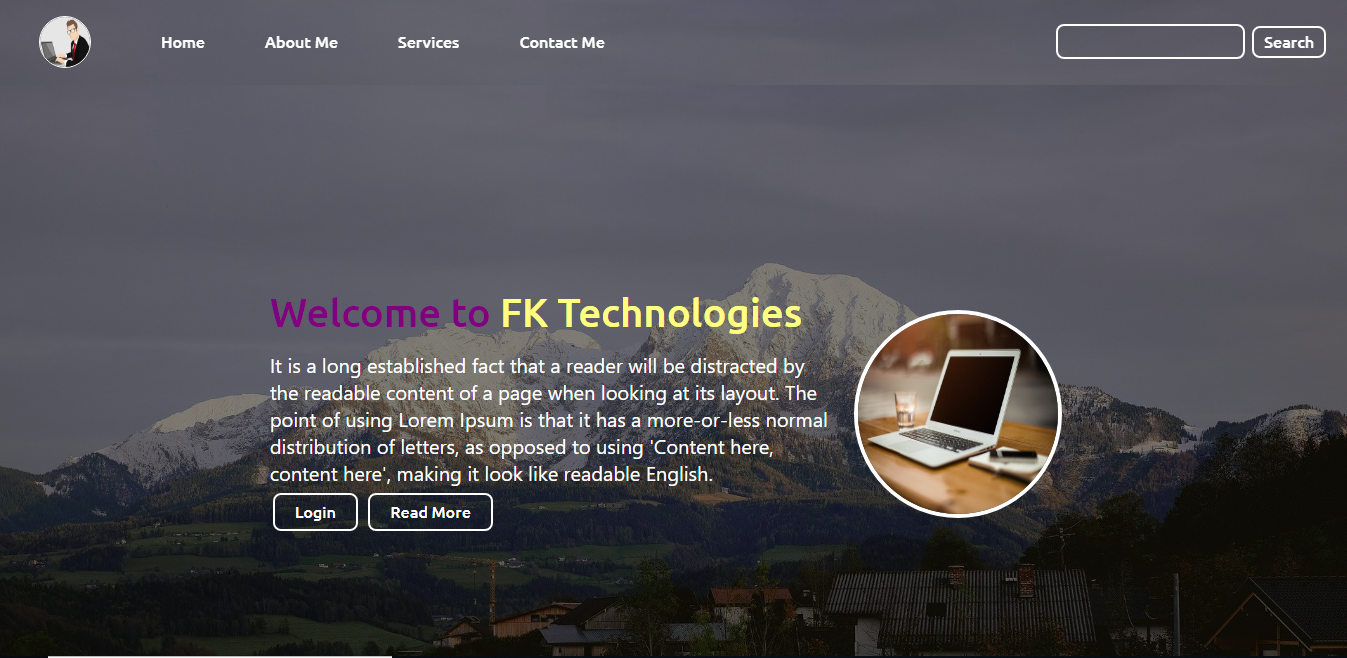 Home
About Me
Services
Contact Me
Search
Welcome to FK Technologies
It is a long established fact that a reader will be distracted by
the readable content of a page when looking at its layout. The
point of using Lorem Ipsum is that it has a more-or-less normal
distribution of letters, as opposed to using 'Content here,
content here', making it look like readable English.
Login
Read More